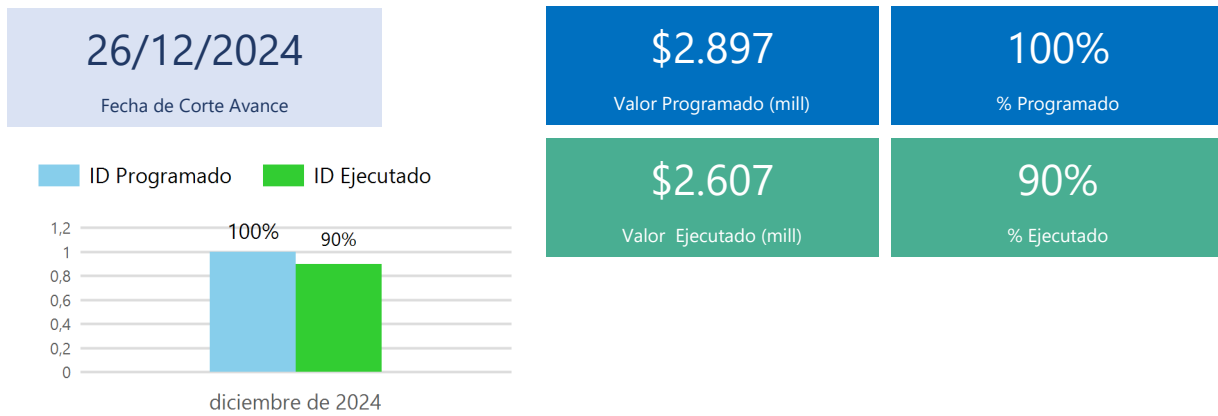 26/12/2024
Fecha de Corte Avance
$2.897
Valor Programado (mill)
100%
% Programado
$2.607
Valor  Ejecutado (mill)
90%
% Ejecutado
ID Programado
ID Ejecutado
1,2
1
0,8
0,6
0,4
0,2
0
100%
90%
diciembre de 2024